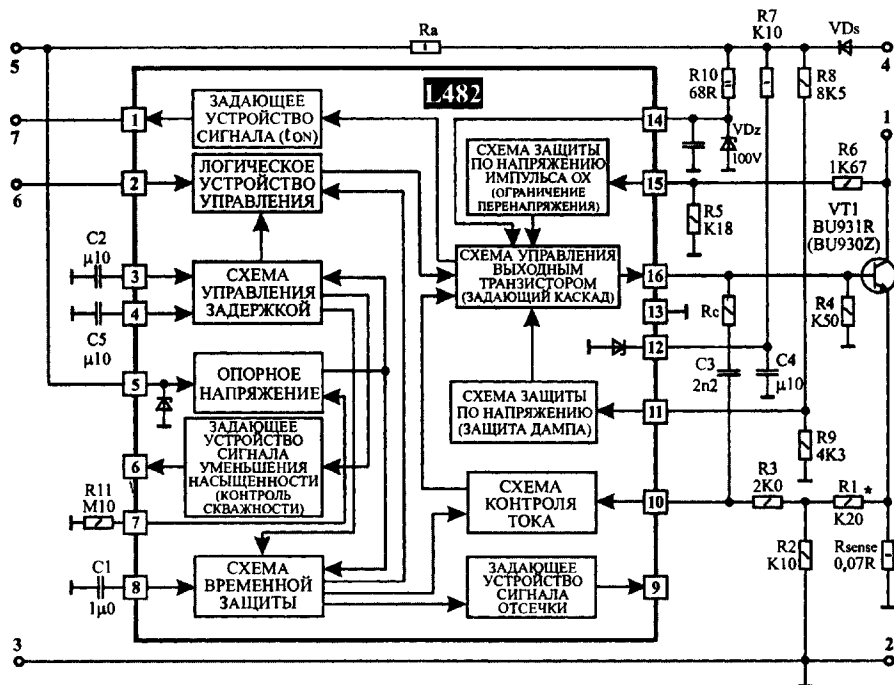 R7
K10
Ra
VDs
5
4
L482
R10
68R
R8
8K5
1
7
6
1
ЗАДАЮЩЕЕ
УСТРОЙСТВО
СИГНАЛА (tON)
14
VDz
100V
СХЕМА ЗАЩИТЫ
ПО НАПРЯЖЕНИЮ
ИМПУЛЬСА ОХ
(ОГРАНИЧЕНИЕ
ПЕРЕНАПРЯЖЕНИЯ)
R6
1K67
2
ЛОГИЧЕСКОЕ
УСТРОЙСТВО
УПРАВЛЕНИЯ
15
R5
K18
VT1
BU931R
(BU930Z)
C2
µ10
3
4
СХЕМА
УПРАВЛЕНИЯ
ЗАДЕРЖКОЙ
СХЕМА УПРАВЛЕНИЯ
ВЫХОДНЫМ
ТРАНЗИСТОРОМ
(ЗАДАЮЩИЙ КАСКАД)
16
13
Rc
R4
K50
C5
µ10
12
C3
2n2
C4
µ10
5
ОПОРНОЕ
НАПРЯЖЕНИЕ
СХЕМА ЗАЩИТЫ
ПО НАПРЯЖЕНИЮ
(ЗАЩИТА ДАМПА)
11
R9
4K3
6
ЗАДАЮЩЕЕ
УСТРОЙСТВО
СИГНАЛА
УМЕНЬШЕНИЯ
НАСЫЩЕННОСТИ
(КОНТРОЛЬ
СКВАЖНОСТИ)
СХЕМА
КОНТРОЛЯ
ТОКА
10
R3
2K0
R1 *
K20
R11
M10
7
R2
K10
Rsense
0,07R
C1
1µ0
8
СХЕМА
ВРЕМЕННОЙ
ЗАЩИТЫ
ЗАДАЮЩЕЕ
УСТРОЙСТВО
СИГНАЛА
ОТСЕЧКИ
9
3
2